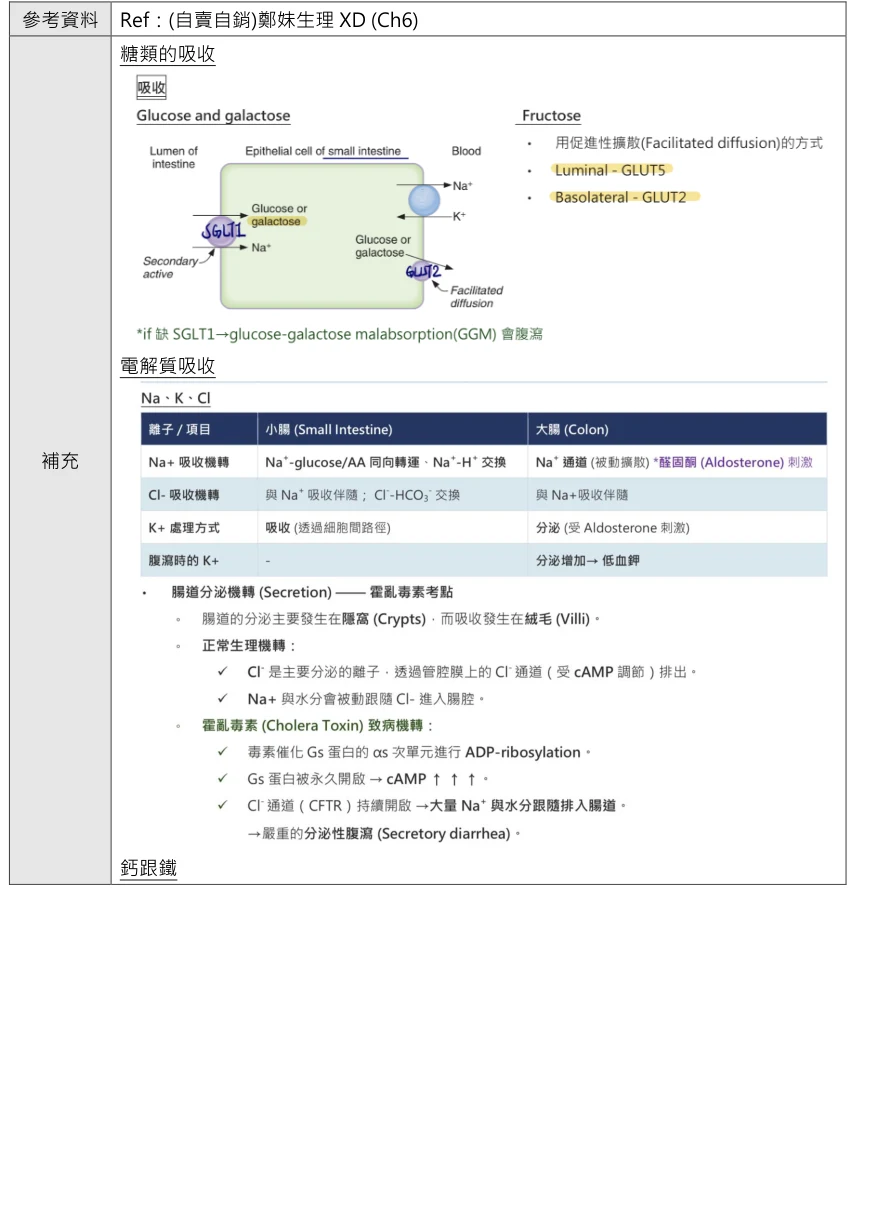 參考資料
Ref：(自賣自銷)鄭妹生理 XD (Ch6)
補充
糖類的吸收
吸收
Glucose and galactose
Lumen of
intestine
Epithelial cell of small intestine
Blood
Na⁺
K⁺
Glucose or
galactose
SGLT1
Na⁺
Secondary
active
Glucose or
galactose
GLUT2
Facilitated
diffusion
Fructose
• 用促進性擴散(Facilitated diffusion)的方式
• Luminal - GLUT5
• Basolateral - GLUT2
*if 缺 SGLT1→glucose-galactose malabsorption(GGM) 會腹瀉
電解質吸收
Na、K、Cl
離子 / 項目 小腸 (Small Intestine) 大腸 (Colon)
Na+ 吸收機轉 Na⁺-glucose/AA 同向轉運、Na⁺-H⁺ 交換 Na⁺ 通道 (被動擴散) *醛固酮 (Aldosterone) 刺激
Cl- 吸收機轉 與 Na⁺ 吸收伴隨； Cl⁻-HCO₃⁻ 交換 與 Na+吸收伴隨
K+ 處理方式 吸收 (透過細胞間路徑) 分泌 (受 Aldosterone 刺激)
腹瀉時的 K+ - 分泌增加→ 低血鉀
• 腸道分泌機轉 (Secretion) —— 霍亂毒素考點
◦ 腸道的分泌主要發生在隱窩 (Crypts)，而吸收發生在絨毛 (Villi)。
◦ 正常生理機轉：
✓ Cl⁻ 是主要分泌的離子，透過管腔膜上的 Cl⁻ 通道（受 cAMP 調節）排出。
✓ Na+ 與水分會被動跟隨 Cl- 進入腸腔。
◦ 霍亂毒素 (Cholera Toxin) 致病機轉：
✓ 毒素催化 Gs 蛋白的 αs 次單元進行 ADP-ribosylation。
✓ Gs 蛋白被永久開啟 → cAMP ↑ ↑ ↑。
✓ Cl⁻ 通道（CFTR）持續開啟 →大量 Na⁺ 與水分跟隨排入腸道。
→嚴重的分泌性腹瀉 (Secretory diarrhea)。
鈣跟鐵